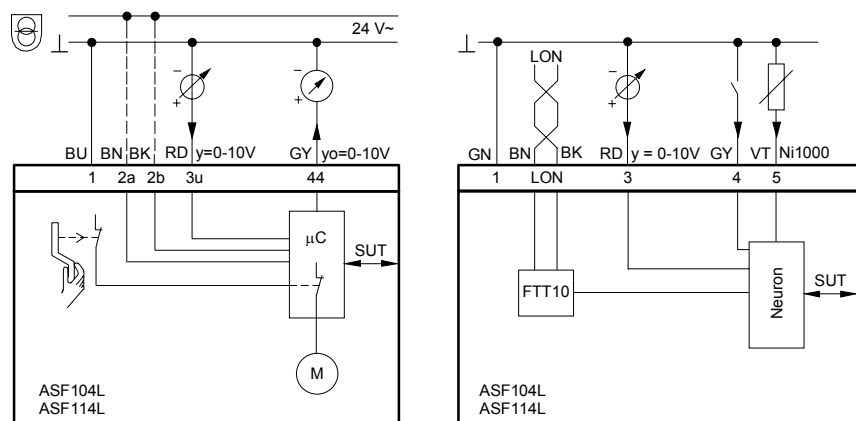 24 V~
⊥
BU BN BK RD y=0-10V GY yo=0-10V
1 2a 2b 3u 44
µC
SUT
M
ASF104L
ASF114L
⊥
LON
GN BN BK RD y = 0-10V GY VT Ni1000
1 LON 3 4 5
FTT10
Neuron
SUT
ASF104L
ASF114L